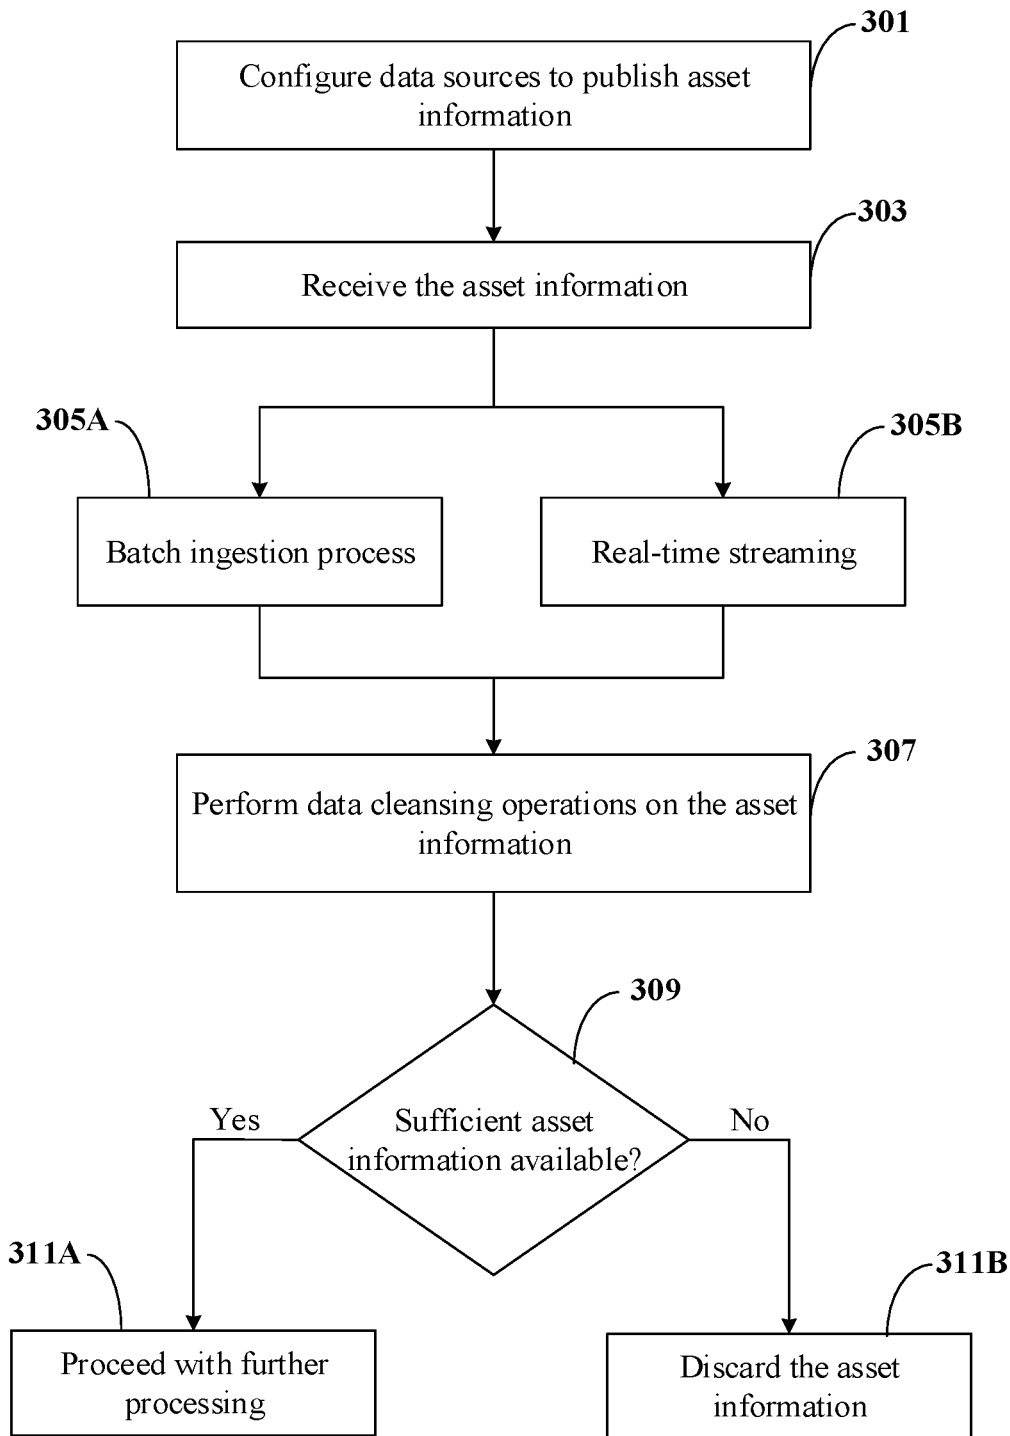 301
Configure data sources to publish asset
information
303
Receive the asset information
305A
305B
Batch ingestion process
Real-time streaming
307
Perform data cleansing operations on the asset
information
309
Sufficient asset
information available?
Yes
No
311A
311B
Proceed with further
processing
Discard the asset
information